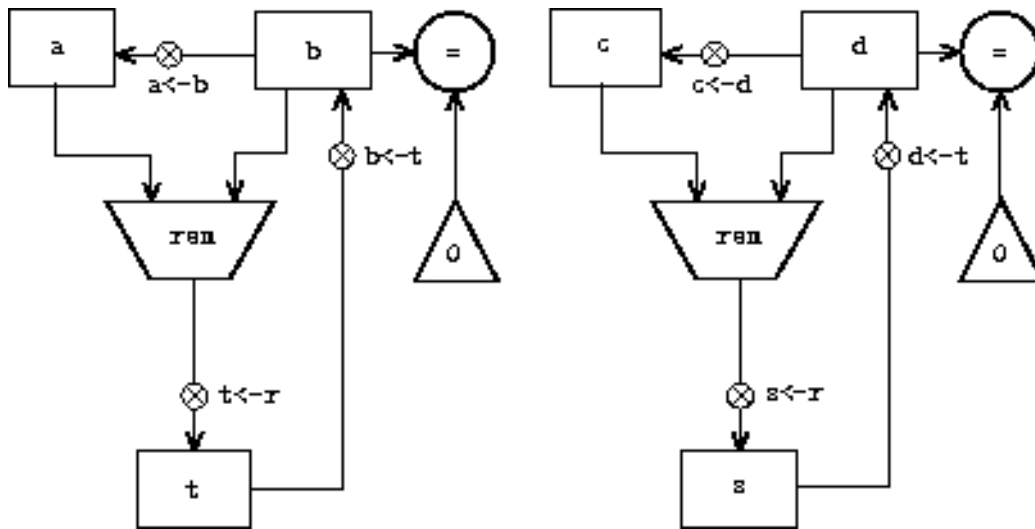 a
b
=
a<-b
b<-t
rem
0
t<-r
t
c
d
=
c<-d
d<-t
rem
0
s<-r
s